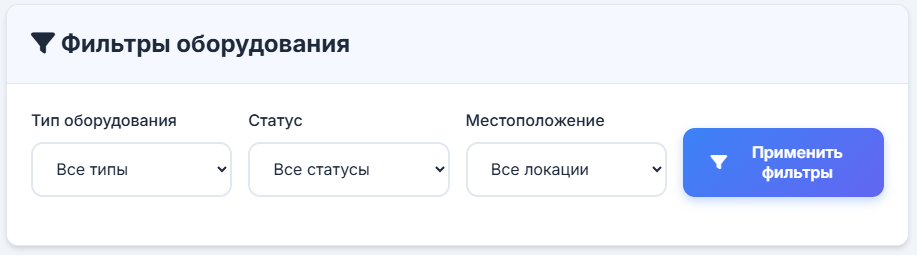 Фильтры оборудования
Тип оборудования
Статус
Местоположение
Все типы
Все статусы
Все локации
Применить
фильтры